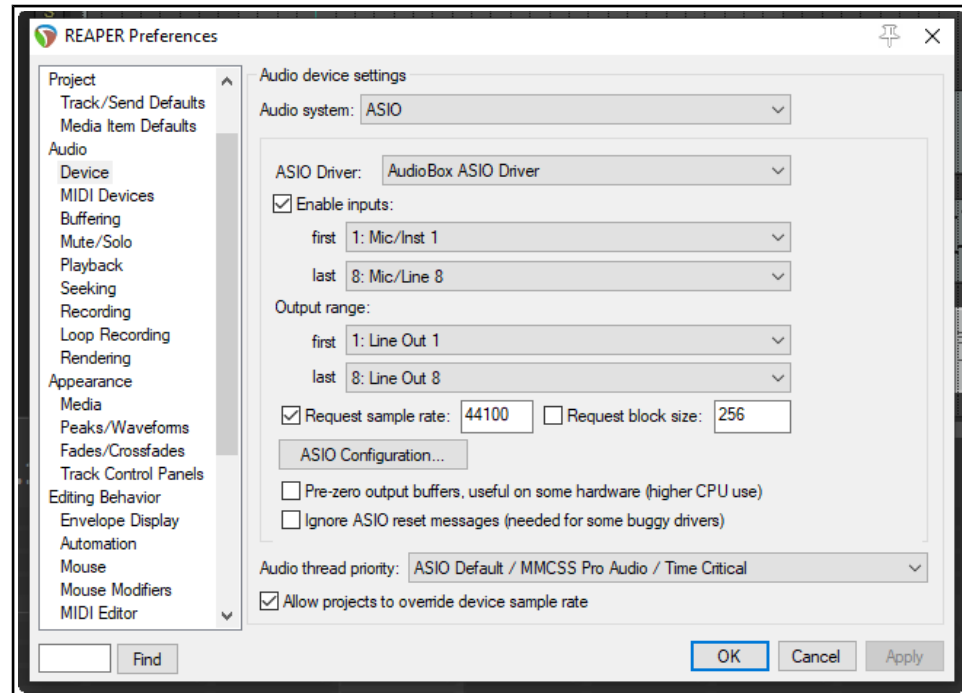 REAPER Preferences
Project
Track/Send Defaults
Media Item Defaults
Audio
Device
MIDI Devices
Buffering
Mute/Solo
Playback
Seeking
Recording
Loop Recording
Rendering
Appearance
Media
Peaks/Waveforms
Fades/Crossfades
Track Control Panels
Editing Behavior
Envelope Display
Automation
Mouse
Mouse Modifiers
MIDI Editor
Find
Audio device settings
Audio system: ASIO
ASIO Driver: AudioBox ASIO Driver
Enable inputs:
first 1: Mic/Inst 1
last 8: Mic/Line 8
Output range:
first 1: Line Out 1
last 8: Line Out 8
Request sample rate: 44100 Request block size: 256
ASIO Configuration...
Pre-zero output buffers, useful on some hardware (higher CPU use)
Ignore ASIO reset messages (needed for some buggy drivers)
Audio thread priority: ASIO Default / MMCSS Pro Audio / Time Critical
Allow projects to override device sample rate
OK Cancel Apply